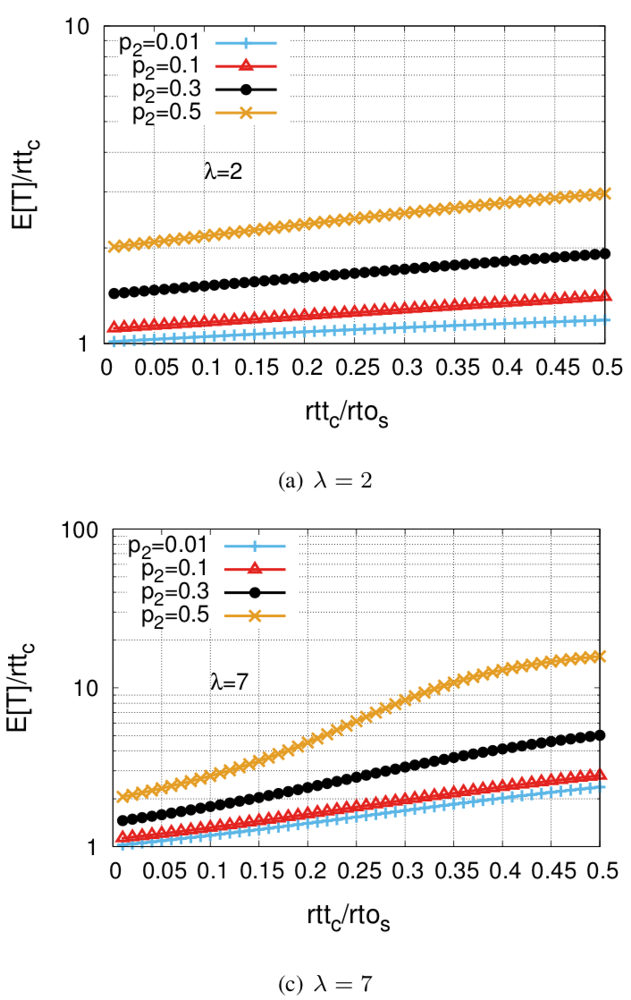 10
p₂=0.01
p₂=0.1
p₂=0.3
p₂=0.5
λ=2
E[T]/rttc
1
0 0.05 0.1 0.15 0.2 0.25 0.3 0.35 0.4 0.45 0.5
rttc/rtos
(a) λ = 2
100
p₂=0.01
p₂=0.1
p₂=0.3
p₂=0.5
λ=7
10
E[T]/rttc
1
0 0.05 0.1 0.15 0.2 0.25 0.3 0.35 0.4 0.45 0.5
rttc/rtos
(c) λ = 7